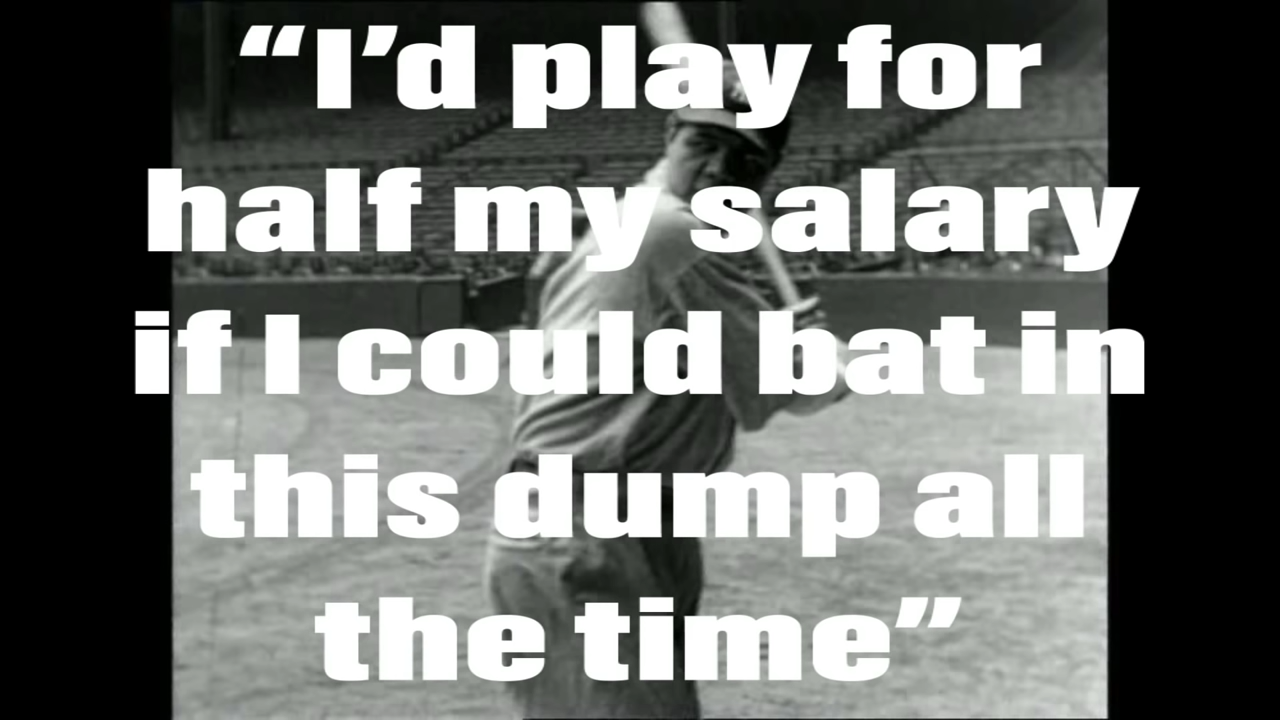 “I’d play for
half my salary
if I could bat in
this dump all
the time”